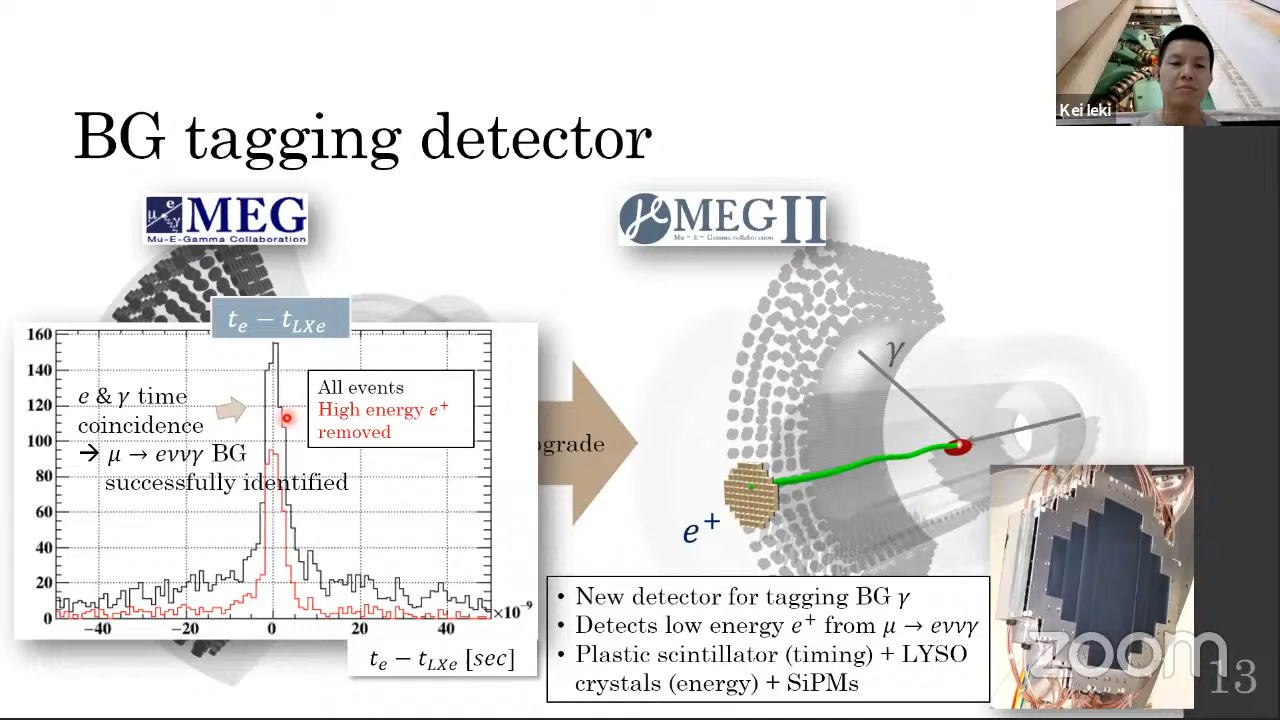 Kei Ieki
BG tagging detector
μ e γ MEG
Mu-E-Gamma Collaboration
MEG II
Mu - E - Gamma collaboration
t_e − t_LXe
160
140
120
100
80
60
40
20
0
−40
−20
0
20
40
×10⁻⁹
e & γ time
coincidence
→ μ → eννγ BG
successfully identified
All events
High energy e⁺
removed
t_e − t_LXe [sec]
grade
γ
e⁺
• New detector for tagging BG γ
• Detects low energy e⁺ from μ → eννγ
• Plastic scintillator (timing) + LYSO
crystals (energy) + SiPMs
zoom
13